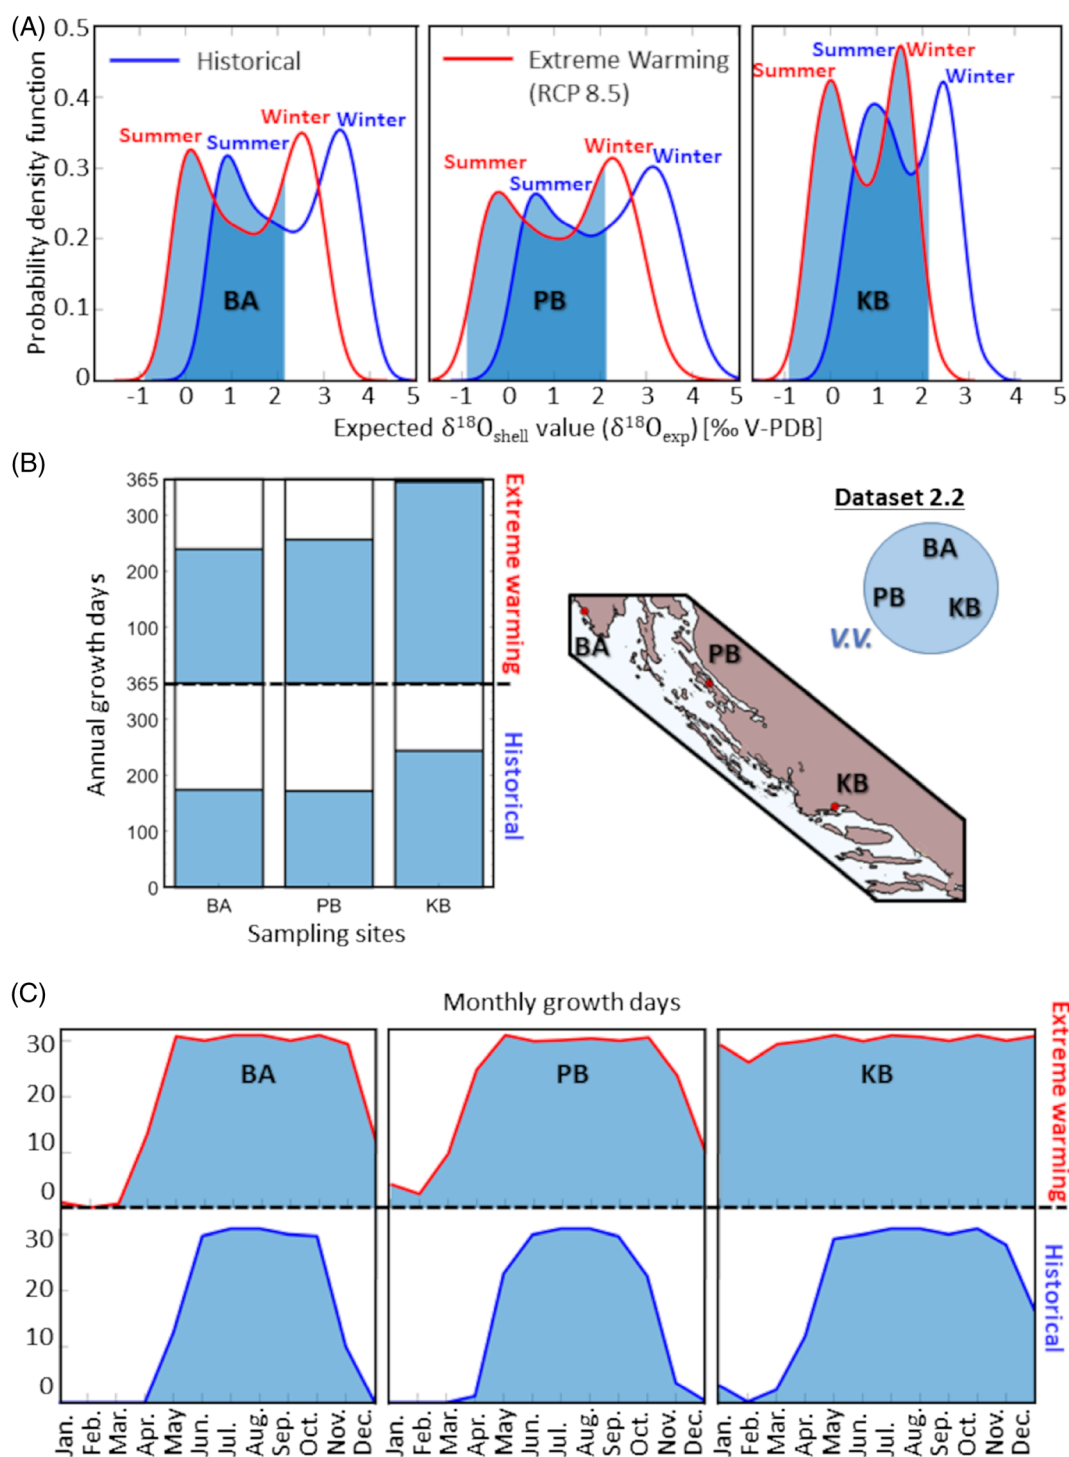 (A)
Probability density function
0.5
0.4
0.3
0.2
0.1
0
Historical
Summer
Summer
Winter
Winter
BA
-1 0 1 2 3 4 5
Extreme Warming
(RCP 8.5)
Summer
Summer
Winter
Winter
PB
-1 0 1 2 3 4 5
Summer
Summer
Winter
Winter
KB
-1 0 1 2 3 4 5
Expected δ¹⁸Oshell value (δ¹⁸Oexp) [‰ V-PDB]
(B)
Annual growth days
365
300
200
100
365
300
200
100
0
Extreme warming
Historical
BA PB KB
Sampling sites
Dataset 2.2
BA
PB
KB
V.V.
BA
PB
KB
(C)
Monthly growth days
30
20
10
0
30
20
10
0
BA
PB
KB
Extreme warming
Historical
Jan. Feb. Mar. Apr. May Jun. Jul. Aug. Sep. Oct. Nov. Dec.
Jan. Feb. Mar. Apr. May Jun. Jul. Aug. Sep. Oct. Nov. Dec.
Jan. Feb. Mar. Apr. May Jun. Jul. Aug. Sep. Oct. Nov. Dec.